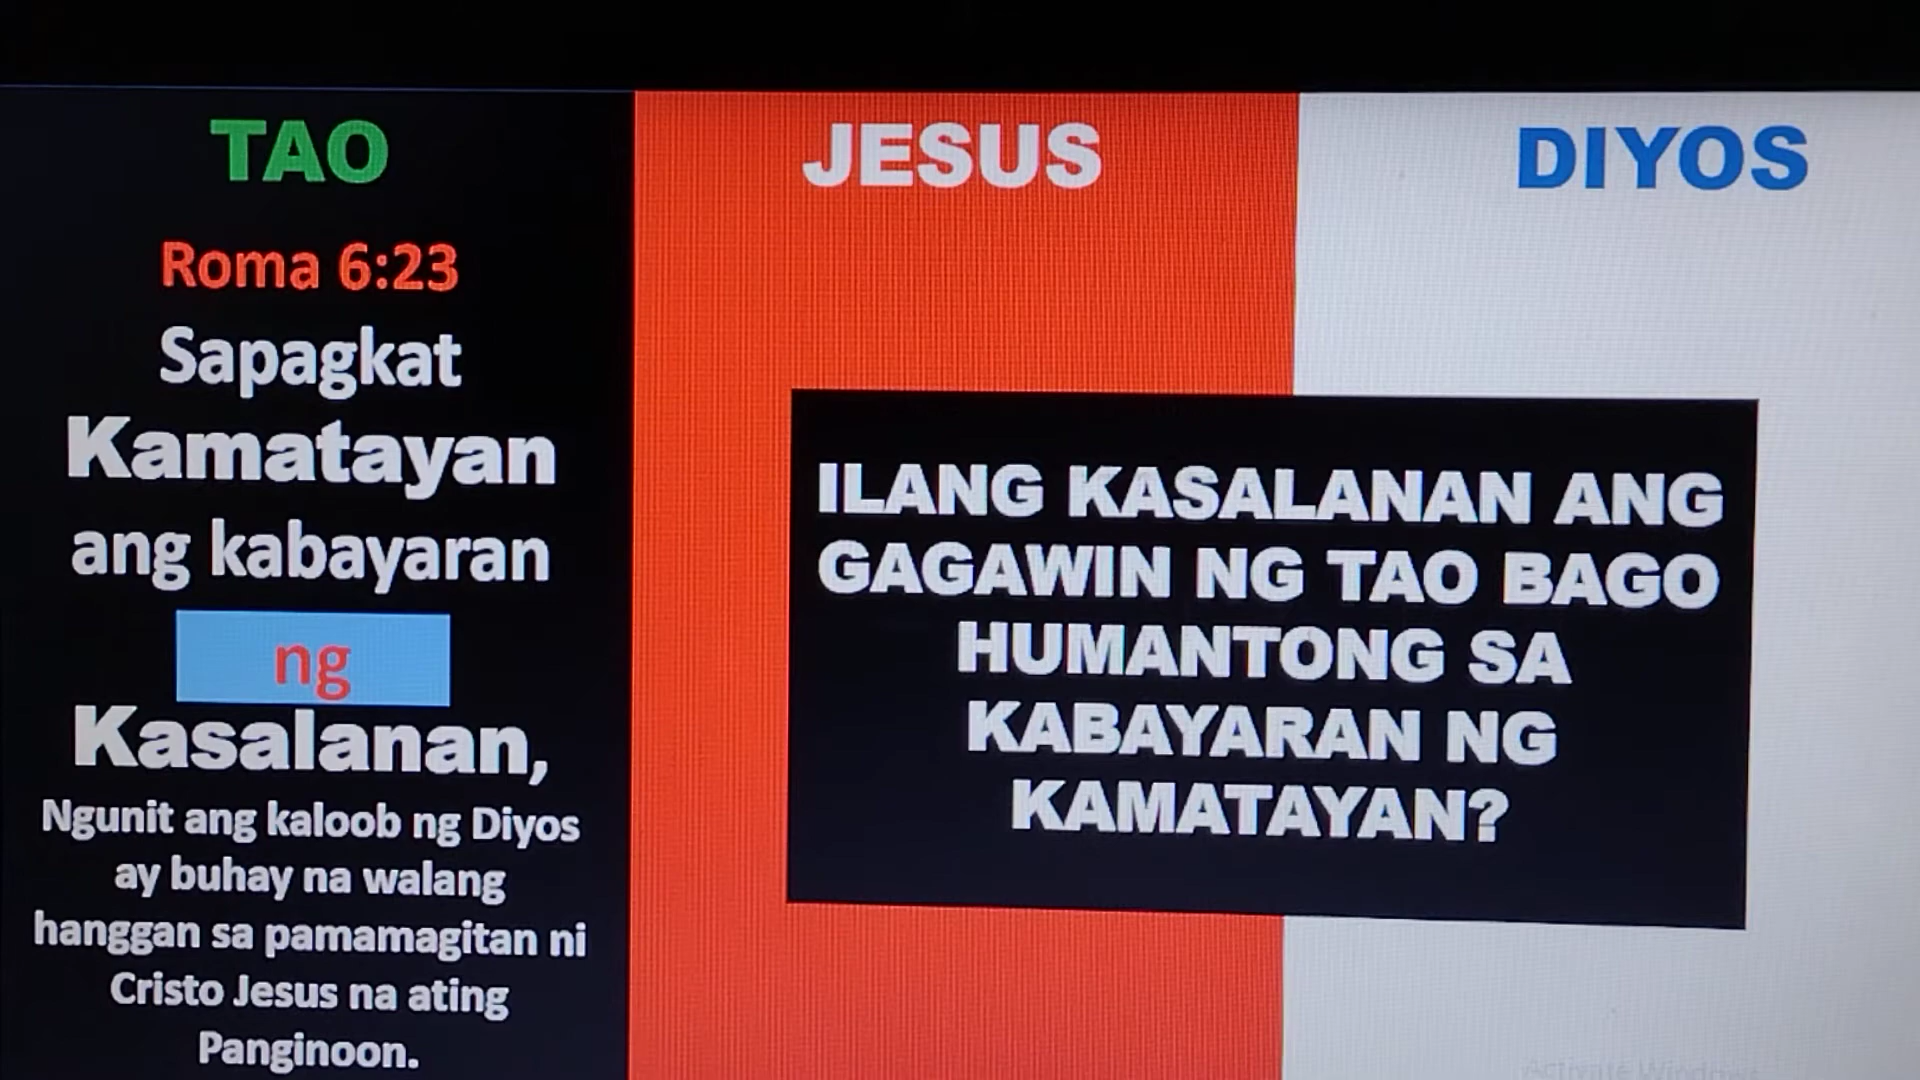 TAO
Roma 6:23
Sapagkat
Kamatayan
ang kabayaran
ng
Kasalanan,
Ngunit ang kaloob ng Diyos
ay buhay na walang
hanggan sa pamamagitan ni
Cristo Jesus na ating
Panginoon.
JESUS
DIYOS
ILANG KASALANAN ANG
GAGAWIN NG TAO BAGO
HUMANTONG SA
KABAYARAN NG
KAMATAYAN?
Activate Windows